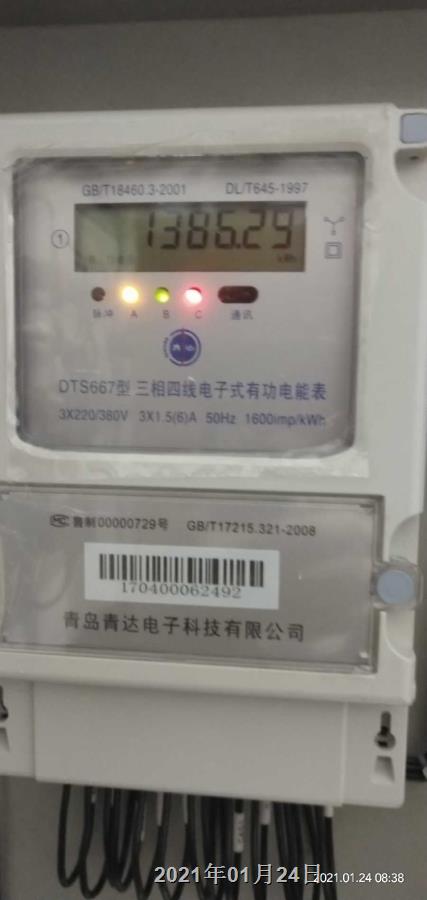 GB/T18460.3-2001 DL/T645-1997
① 1386.29
kWh
脉冲 A B C 通讯
DTS667型 三相四线电子式有功电能表
3X220/380V 3X1.5(6)A 50Hz 1600imp/kWh
MC 鲁制00000729号 GB/T17215.321-2008
170400062492
青岛青达电子科技有限公司
2021年01月24日
2021.01.24 08:38